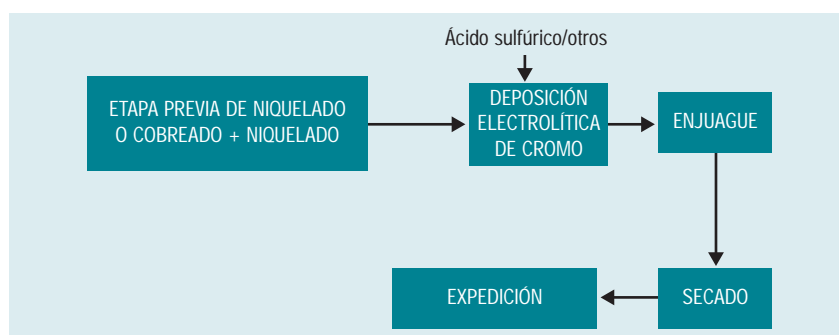 Ácido sulfúrico/otros
ETAPA PREVIA DE NIQUELADO
O COBREADO + NIQUELADO
DEPOSICIÓN
ELECTROLÍTICA
DE CROMO
ENJUAGUE
EXPEDICIÓN
SECADO